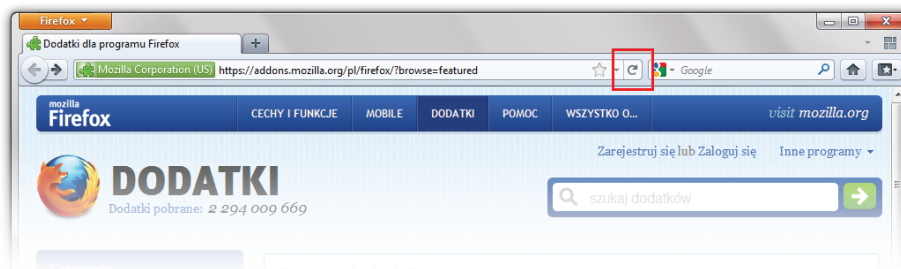 Firefox
Dodatki dla programu Firefox
Mozilla Corporation (US) https://addons.mozilla.org/pl/firefox/?browse=featured
Google
mozilla
Firefox
CECHY I FUNKCJE MOBILE DODATKI POMOC WSZYSTKO O...
visit mozilla.org
Zarejestruj się lub Zaloguj się Inne programy
DODATKI
szukaj dodatków
Dodatki pobrane: 2 294 009 669